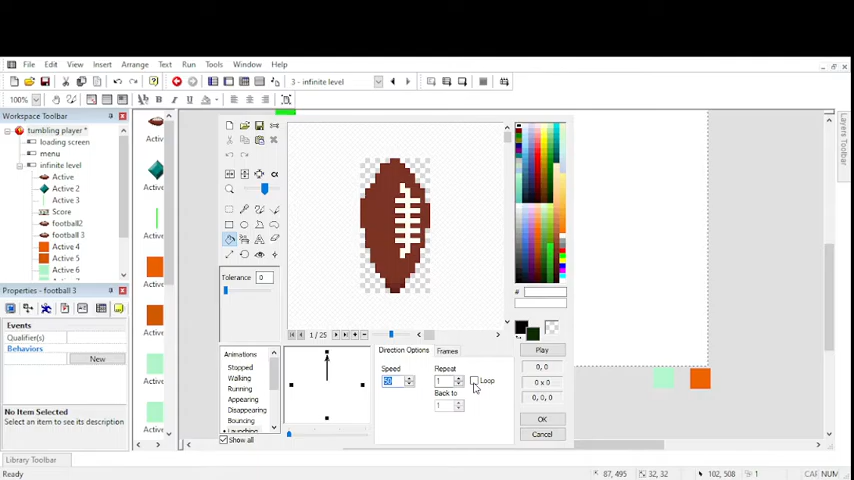 File Edit View Insert Arrange Text Run Tools Window Help
3 - infinite level
100%
Workspace Toolbar
tumbling player *
loading screen
menu
infinite level
Active
Active 2
Active 3
Score
football2
football 3
Active 4
Active 5
Active 6
Properties - football 3
Events
Qualifier(s)
Behaviors
New
No Item Selected
Select an item to see its description
Library Toolbar
Ready
Active
Active
Active
Active
Active
Active
Active
Tolerance 0
1 / 25
Animations
Stopped
Walking
Running
Appearing
Disappearing
Bouncing
Launching
Show all
Direction Options Frames
Speed Repeat
50 1 Loop
Back to
1
#
Play
0, 0
0 x 0
0, 0, 0
OK
Cancel
Layers Toolbar
87, 495 32, 32 102, 508 1 CAP NUM